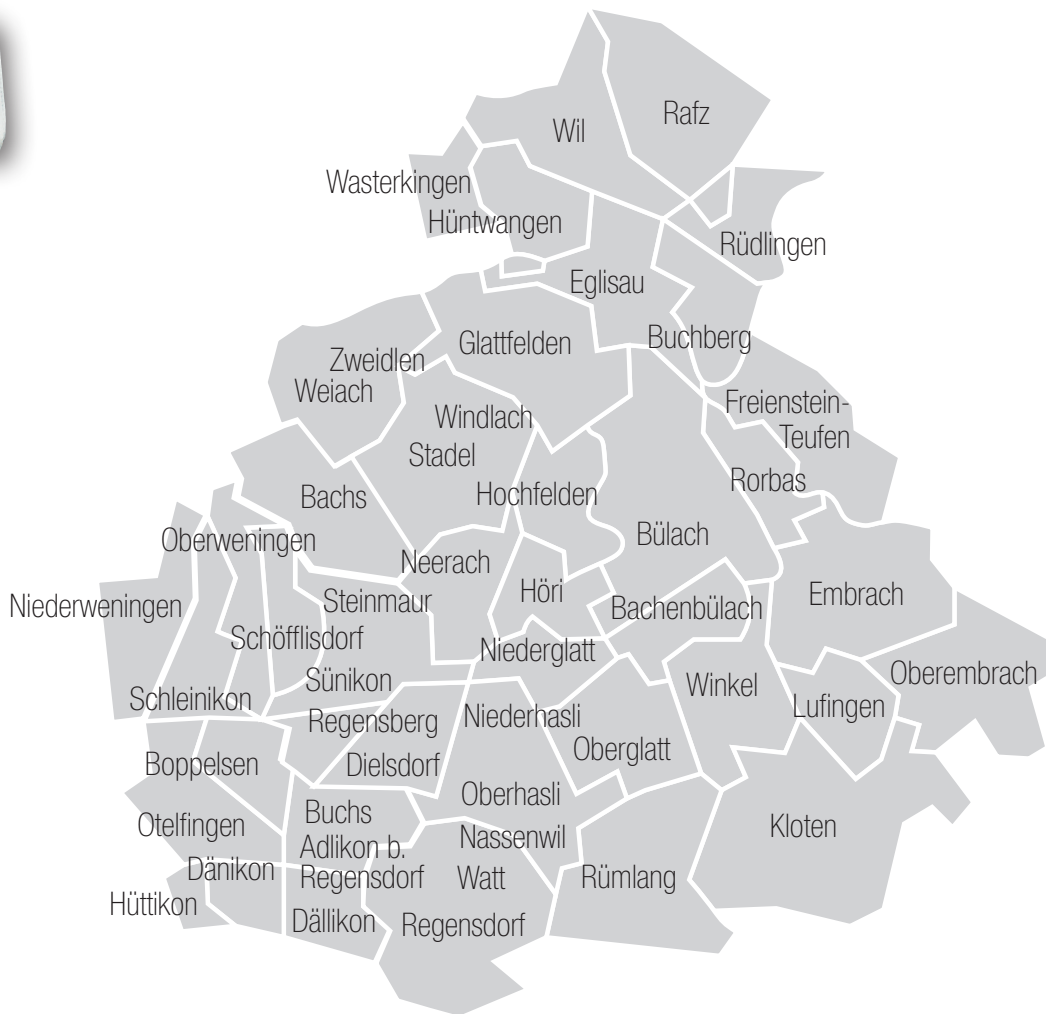 Rafz
Wil
Wasterkingen
Hüntwangen
Rüdlingen
Eglisau
Buchberg
Glattfelden
Zweidlen
Weiach
Freienstein-
Teufen
Windlach
Stadel
Rorbas
Bachs
Hochfelden
Bülach
Oberweningen
Neerach
Höri
Embrach
Steinmaur
Bachenbülach
Niederweningen
Schöfflisdorf
Niederglatt
Oberembrach
Sünikon
Winkel
Schleinikon
Lufingen
Regensberg
Niederhasli
Oberglatt
Boppelsen
Dielsdorf
Oberhasli
Buchs
Otelfingen
Kloten
Nassenwil
Adlikon b.
Regensdorf
Dänikon
Watt
Rümlang
Hüttikon
Dällikon
Regensdorf